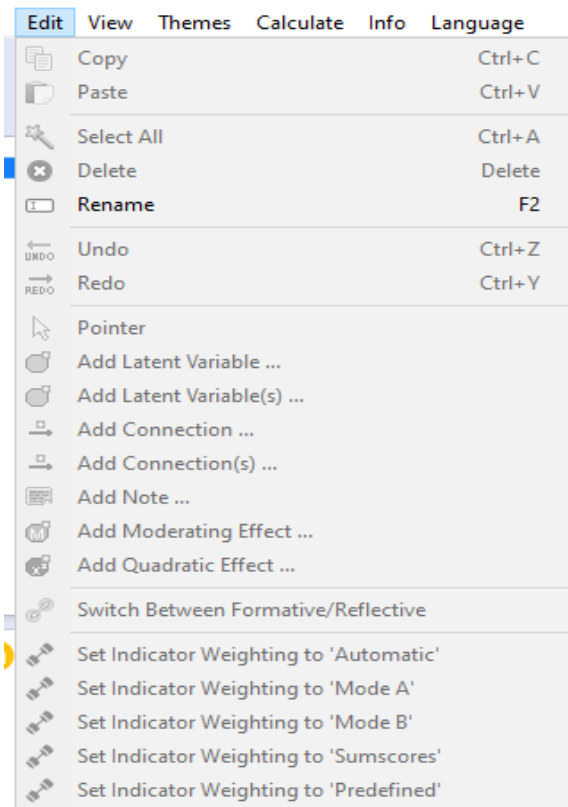 Edit View Themes Calculate Info Language
Copy Ctrl+C
Paste Ctrl+V
Select All Ctrl+A
Delete Delete
Rename F2
UNDO Undo Ctrl+Z
REDO Redo Ctrl+Y
Pointer
Add Latent Variable ...
Add Latent Variable(s) ...
Add Connection ...
Add Connection(s) ...
Add Note ...
M Add Moderating Effect ...
Add Quadratic Effect ...
Switch Between Formative/Reflective
Set Indicator Weighting to 'Automatic'
Set Indicator Weighting to 'Mode A'
Set Indicator Weighting to 'Mode B'
Set Indicator Weighting to 'Sumscores'
Set Indicator Weighting to 'Predefined'